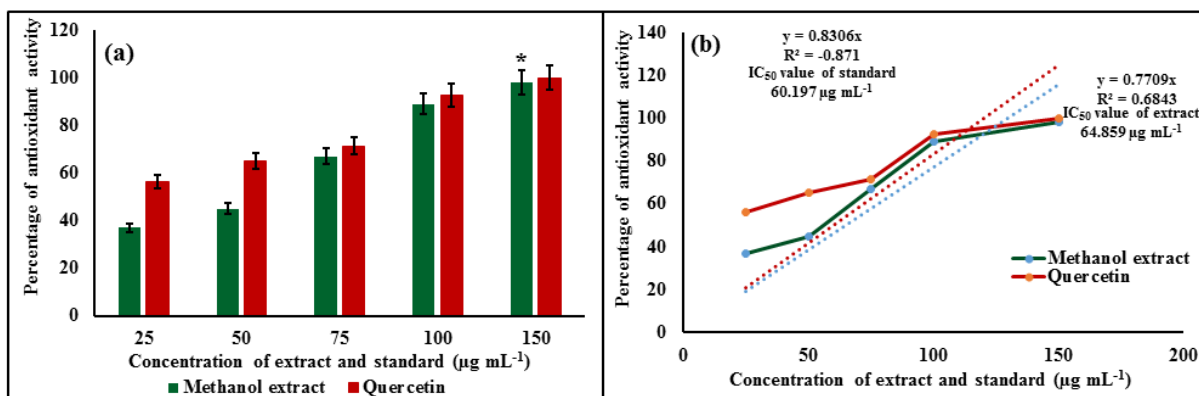 (a)
Percentage of antioxidant activity
120
100
80
60
40
20
0
*
25 50 75 100 150
Concentration of extract and standard (µg mL⁻¹)
Methanol extract Quercetin
(b)
Percentage of antioxidant activity
140
120
100
80
60
40
20
0
y = 0.8306x
R² = -0.871
IC₅₀ value of standard
60.197 µg mL⁻¹
y = 0.7709x
R² = 0.6843
IC₅₀ value of extract
64.859 µg mL⁻¹
Methanol extract
Quercetin
0 50 100 150 200
Concentration of extract and standard (µg mL⁻¹)